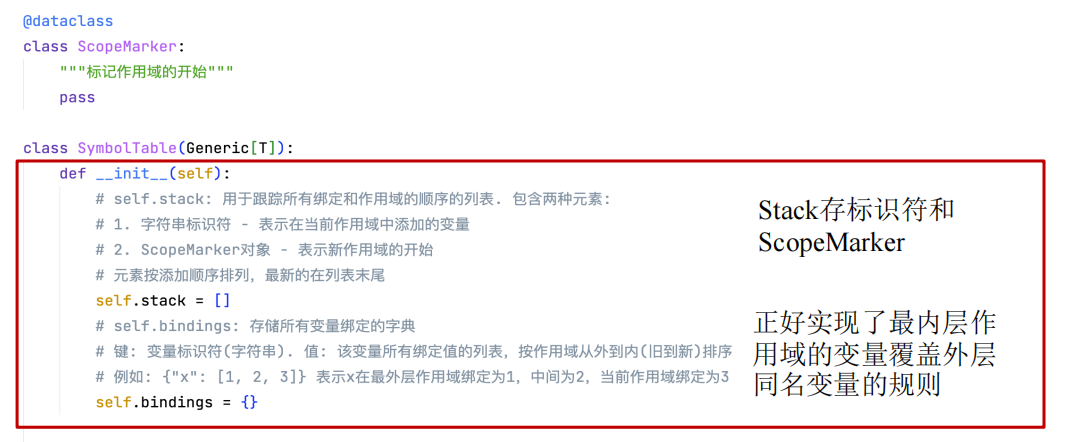 @dataclass
class ScopeMarker:
"""标记作用域的开始"""
pass
class SymbolTable(Generic[T]):
def __init__(self):
# self.stack: 用于跟踪所有绑定和作用域的顺序的列表. 包含两种元素:
# 1. 字符串标识符 - 表示在当前作用域中添加的变量
# 2. ScopeMarker对象 - 表示新作用域的开始
# 元素按添加顺序排列，最新的在列表末尾
self.stack = []
# self.bindings: 存储所有变量绑定的字典
# 键: 变量标识符(字符串). 值: 该变量所有绑定值的列表，按作用域从外到内(旧到新)排序
# 例如: {"x": [1, 2, 3]} 表示x在最外层作用域绑定为1，中间为2，当前作用域绑定为3
self.bindings = {}
Stack存标识符和
ScopeMarker
正好实现了最内层作
用域的变量覆盖外层
同名变量的规则